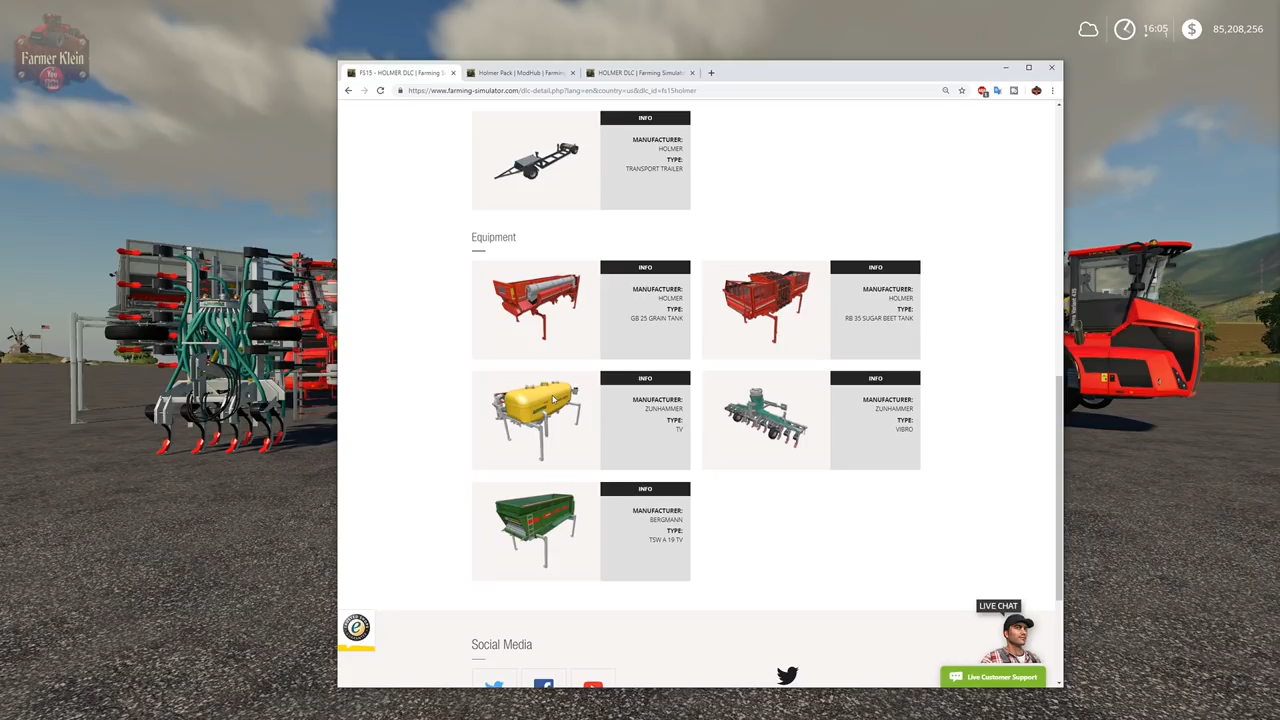 Farmer Klein
You Tube
16:05
85,208,256
FS15 - HOLMER DLC | Farming S
Holmer Pack | ModHub | Farming
HOLMER DLC | Farming Simulato
https://www.farming-simulator.com/dlc-detail.php?lang=en&country=us&dlc_id=fs15holmer
INFO
MANUFACTURER:
HOLMER
TYPE:
TRANSPORT TRAILER
Equipment
INFO
MANUFACTURER:
HOLMER
TYPE:
GB 25 GRAIN TANK
INFO
MANUFACTURER:
HOLMER
TYPE:
RB 35 SUGAR BEET TANK
INFO
MANUFACTURER:
ZUNHAMMER
TYPE:
TV
INFO
MANUFACTURER:
ZUNHAMMER
TYPE:
VIBRO
INFO
MANUFACTURER:
BERGMANN
TYPE:
TSW A 19 TV
LIVE CHAT
Social Media
Live Customer Support